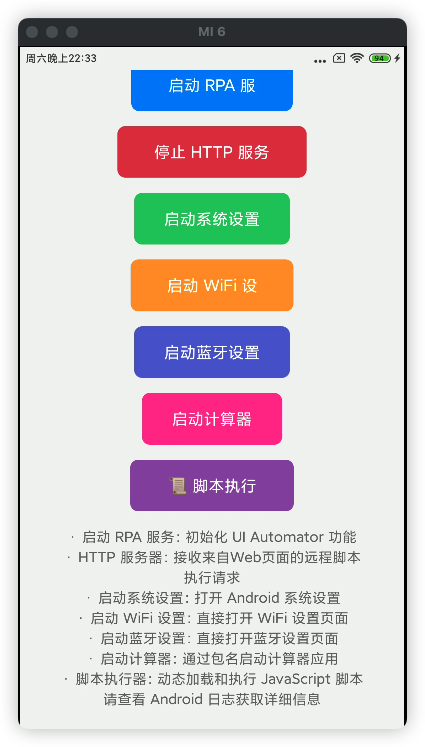 MI 6
周六晚上22:33
94
启动 RPA 服
停止 HTTP 服务
启动系统设置
启动 WiFi 设
启动蓝牙设置
启动计算器
📜 脚本执行
· 启动 RPA 服务: 初始化 UI Automator 功能
· HTTP 服务器: 接收来自Web页面的远程脚本
执行请求
· 启动系统设置: 打开 Android 系统设置
· 启动 WiFi 设置: 直接打开 WiFi 设置页面
· 启动蓝牙设置: 直接打开蓝牙设置页面
· 启动计算器: 通过包名启动计算器应用
· 脚本执行器: 动态加载和执行 JavaScript 脚本
请查看 Android 日志获取详细信息